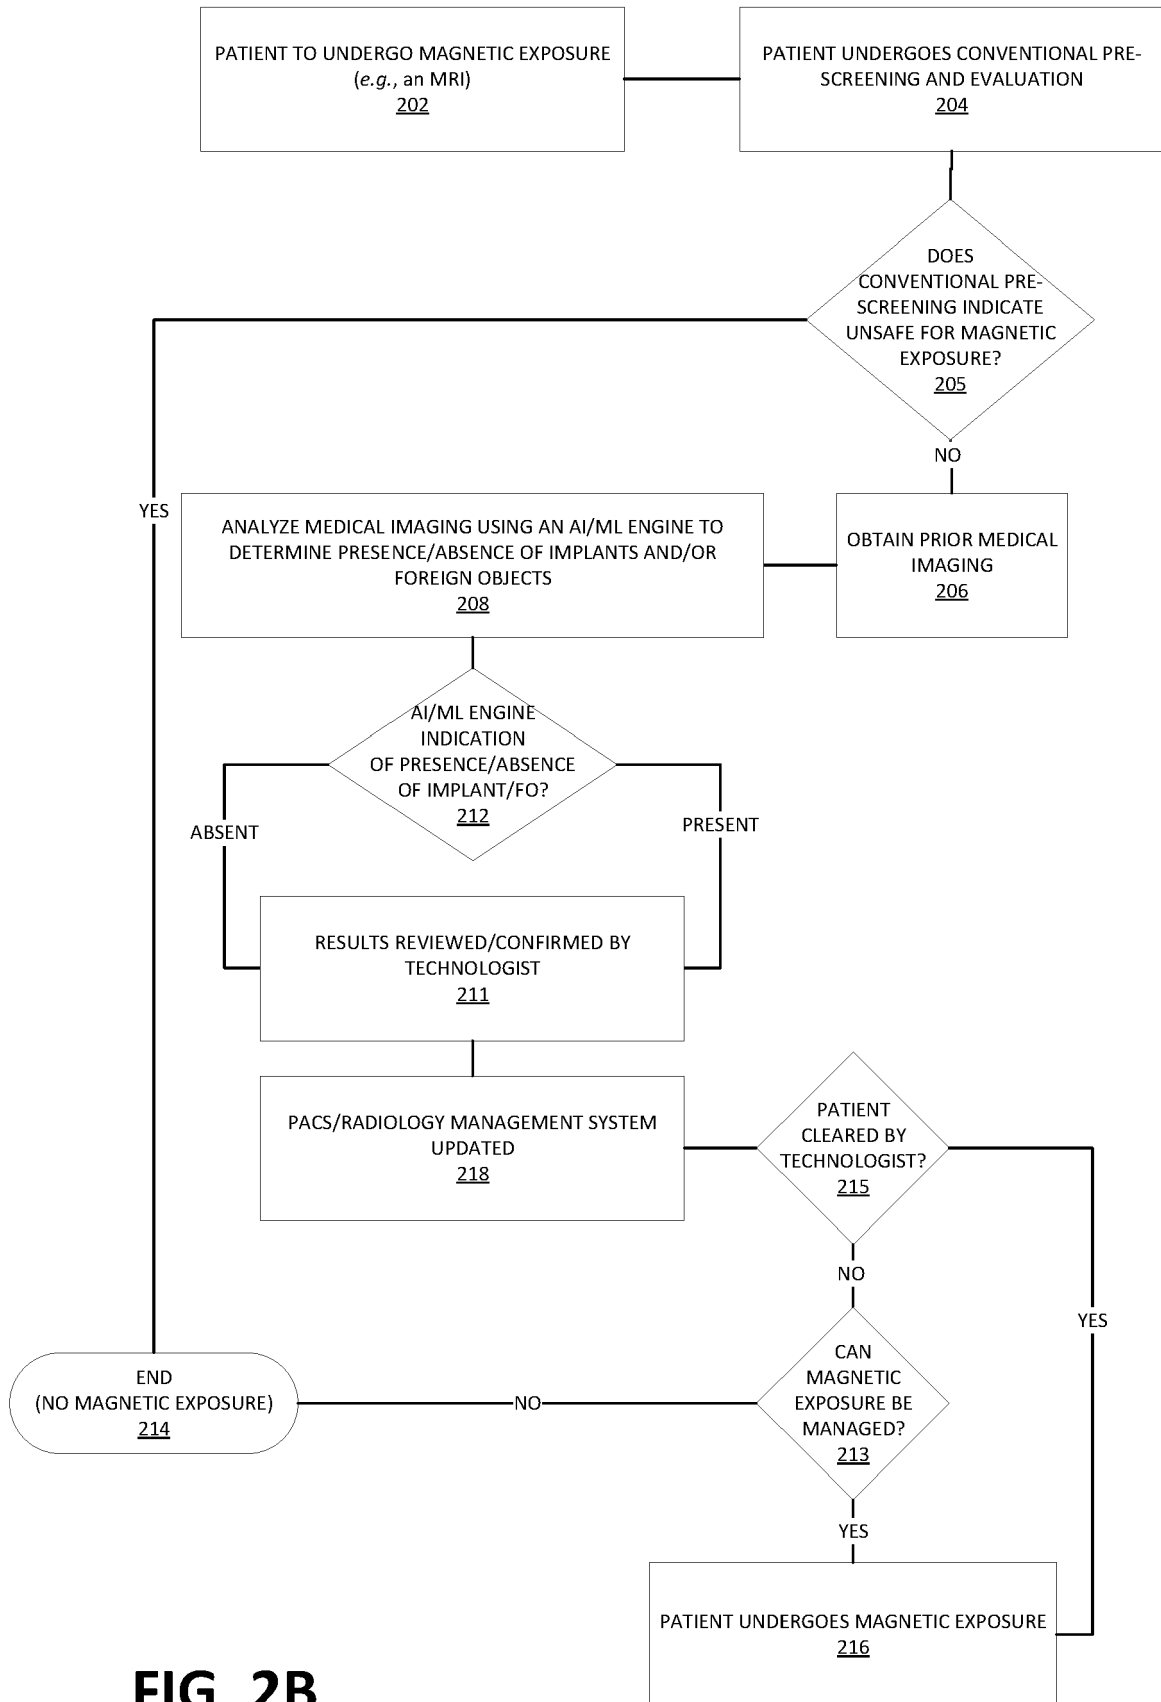 PATIENT TO UNDERGO MAGNETIC EXPOSURE
(e.g., an MRI)
202
PATIENT UNDERGOES CONVENTIONAL PRE-
SCREENING AND EVALUATION
204
DOES
CONVENTIONAL PRE-
SCREENING INDICATE
UNSAFE FOR MAGNETIC
EXPOSURE?
205
NO
YES
ANALYZE MEDICAL IMAGING USING AN AI/ML ENGINE TO
DETERMINE PRESENCE/ABSENCE OF IMPLANTS AND/OR
FOREIGN OBJECTS
208
OBTAIN PRIOR MEDICAL
IMAGING
206
AI/ML ENGINE
INDICATION
OF PRESENCE/ABSENCE
OF IMPLANT/FO?
212
ABSENT
PRESENT
RESULTS REVIEWED/CONFIRMED BY
TECHNOLOGIST
211
PACS/RADIOLOGY MANAGEMENT SYSTEM
UPDATED
218
PATIENT
CLEARED BY
TECHNOLOGIST?
215
NO
YES
CAN
MAGNETIC
EXPOSURE BE
MANAGED?
213
NO
END
(NO MAGNETIC EXPOSURE)
214
YES
PATIENT UNDERGOES MAGNETIC EXPOSURE
216
FIG. 2B